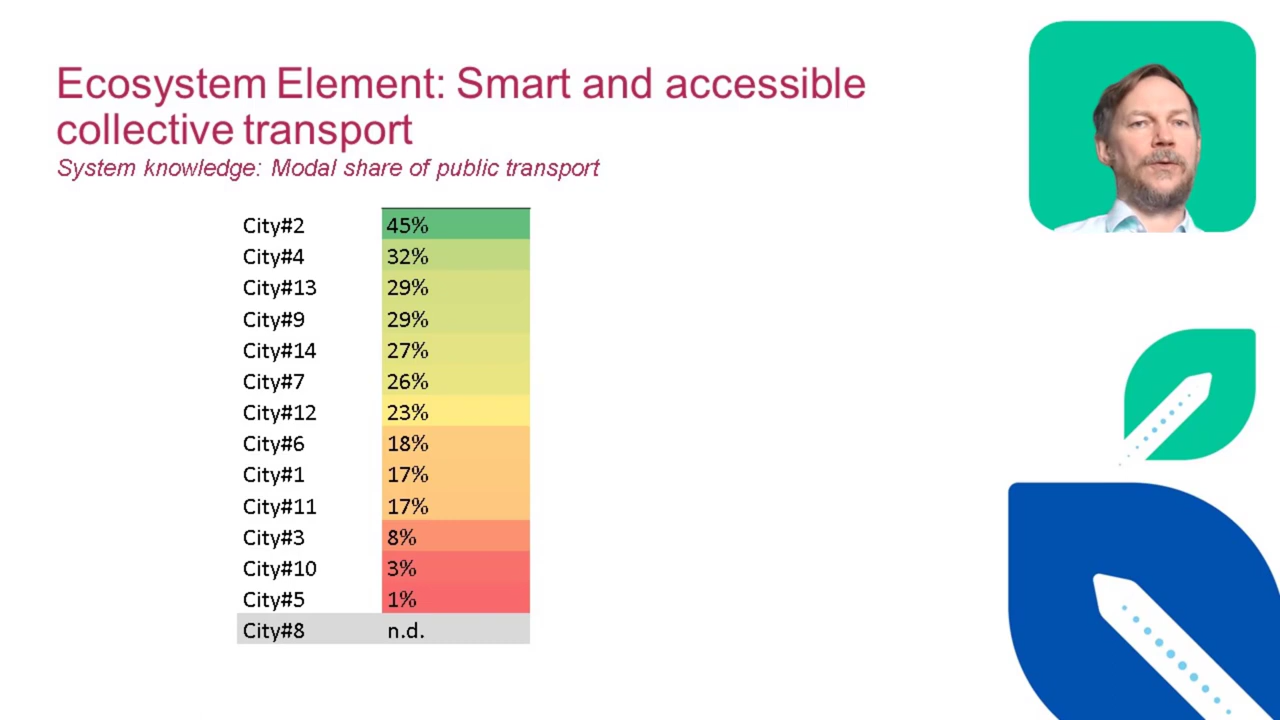 Ecosystem Element: Smart and accessible
collective transport
System knowledge: Modal share of public transport
City#2 45%
City#4 32%
City#13 29%
City#9 29%
City#14 27%
City#7 26%
City#12 23%
City#6 18%
City#1 17%
City#11 17%
City#3 8%
City#10 3%
City#5 1%
City#8 n.d.